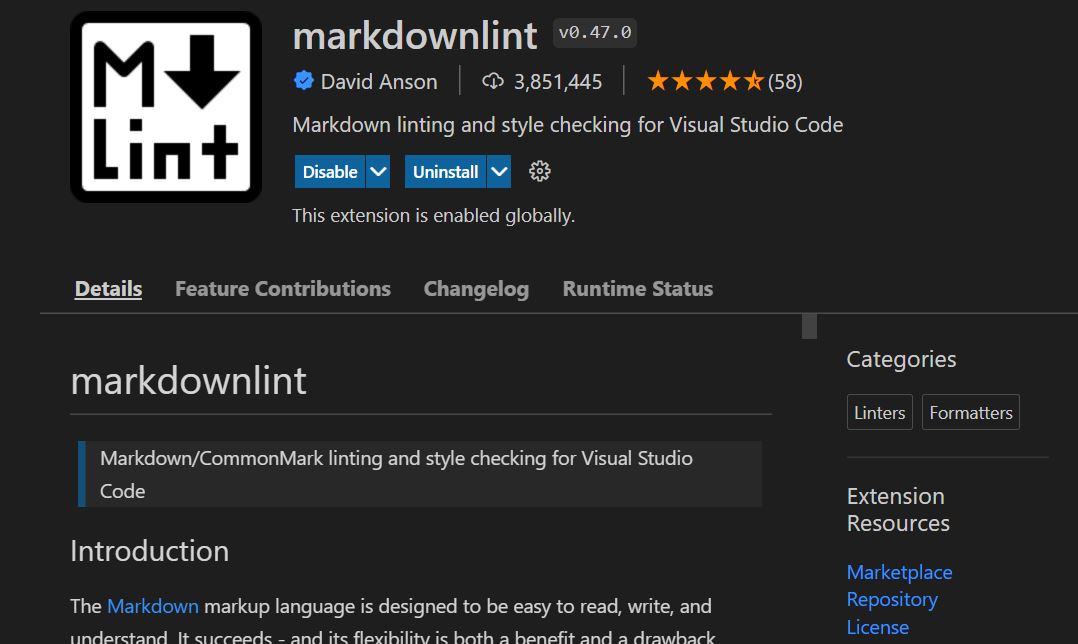 M
Lint
markdownlint v0.47.0
David Anson 3,851,445 (58)
Markdown linting and style checking for Visual Studio Code
Disable Uninstall
This extension is enabled globally.
Details Feature Contributions Changelog Runtime Status
markdownlint
Markdown/CommonMark linting and style checking for Visual Studio
Code
Introduction
The Markdown markup language is designed to be easy to read, write, and
understand. It succeeds - and its flexibility is both a benefit and a drawback.
Categories
Linters Formatters
Extension
Resources
Marketplace
Repository
License